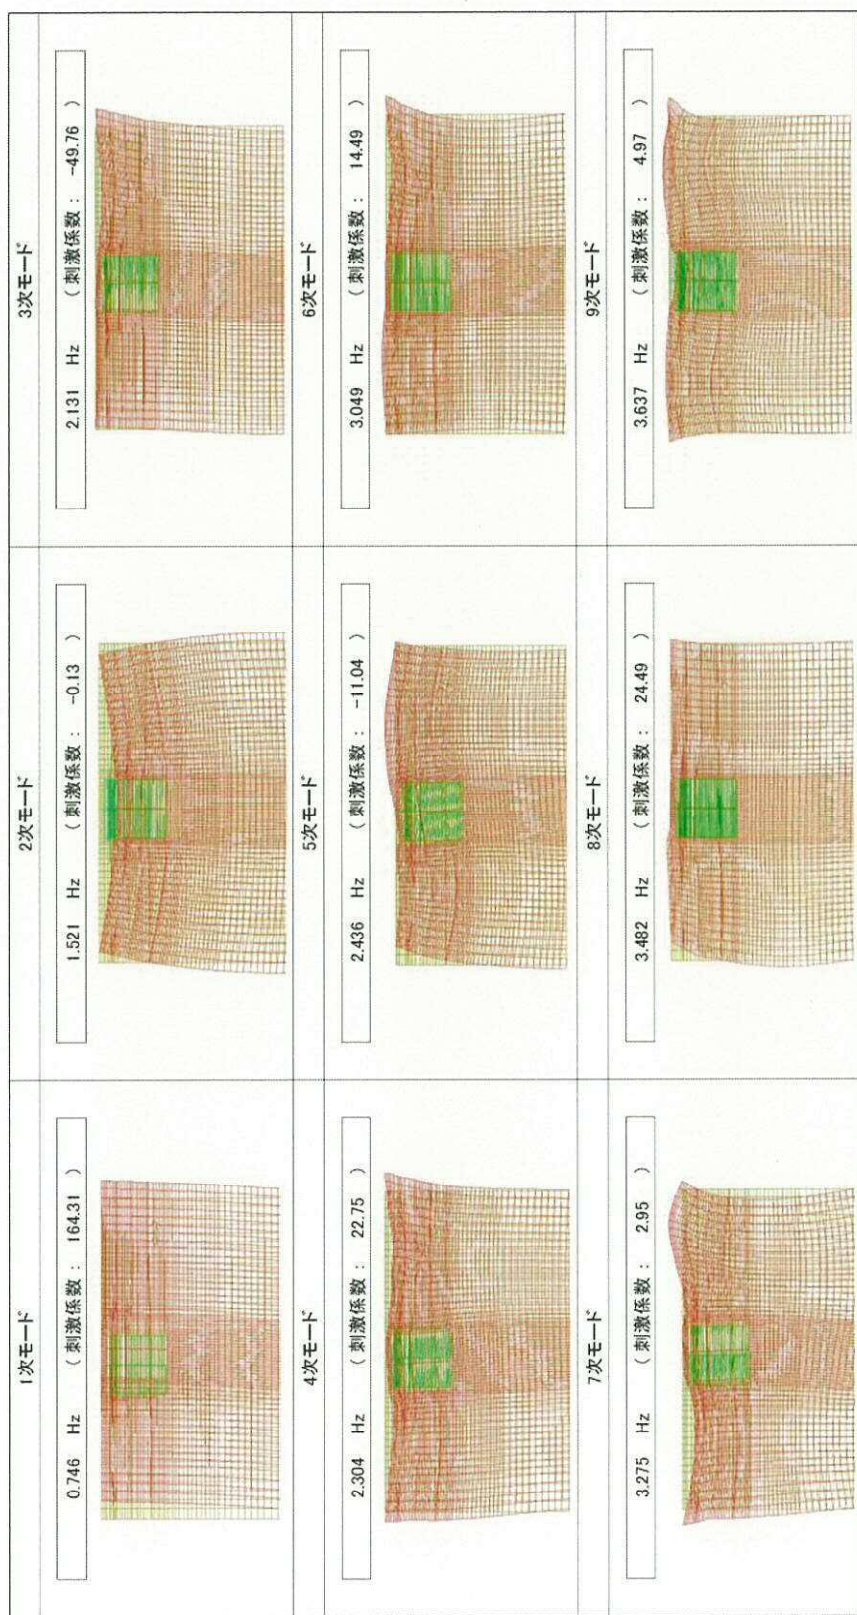 1次モード
2次モード
3次モード
0.746 Hz (刺激係数: 164.31 )
1.521 Hz (刺激係数: -0.13 )
2.131 Hz (刺激係数: -49.76 )
4次モード
5次モード
6次モード
2.304 Hz (刺激係数: 22.75 )
2.436 Hz (刺激係数: -11.04 )
3.049 Hz (刺激係数: 14.49 )
7次モード
8次モード
9次モード
3.275 Hz (刺激係数: 2.95 )
3.482 Hz (刺激係数: 24.49 )
3.637 Hz (刺激係数: 4.97 )